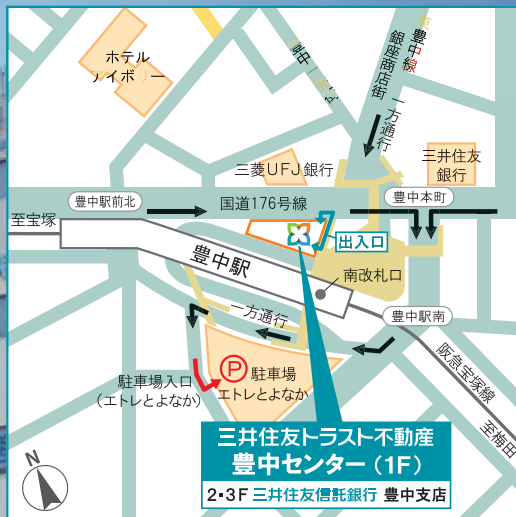 ホテル
アイボリー
豊中
銀座商店街
一方通行
三菱UFJ銀行
三井住友
銀行
豊中駅前北
国道176号線
豊中本町
至宝塚
出入口
豊中駅
南改札口
一方通行
豊中駅南
駐車場入口
(エトレとよなか)
P
駐車場
エトレとよなか
阪急宝塚線
至梅田
三井住友トラスト不動産
豊中センター(1F)
2・3F 三井住友信託銀行 豊中支店
N